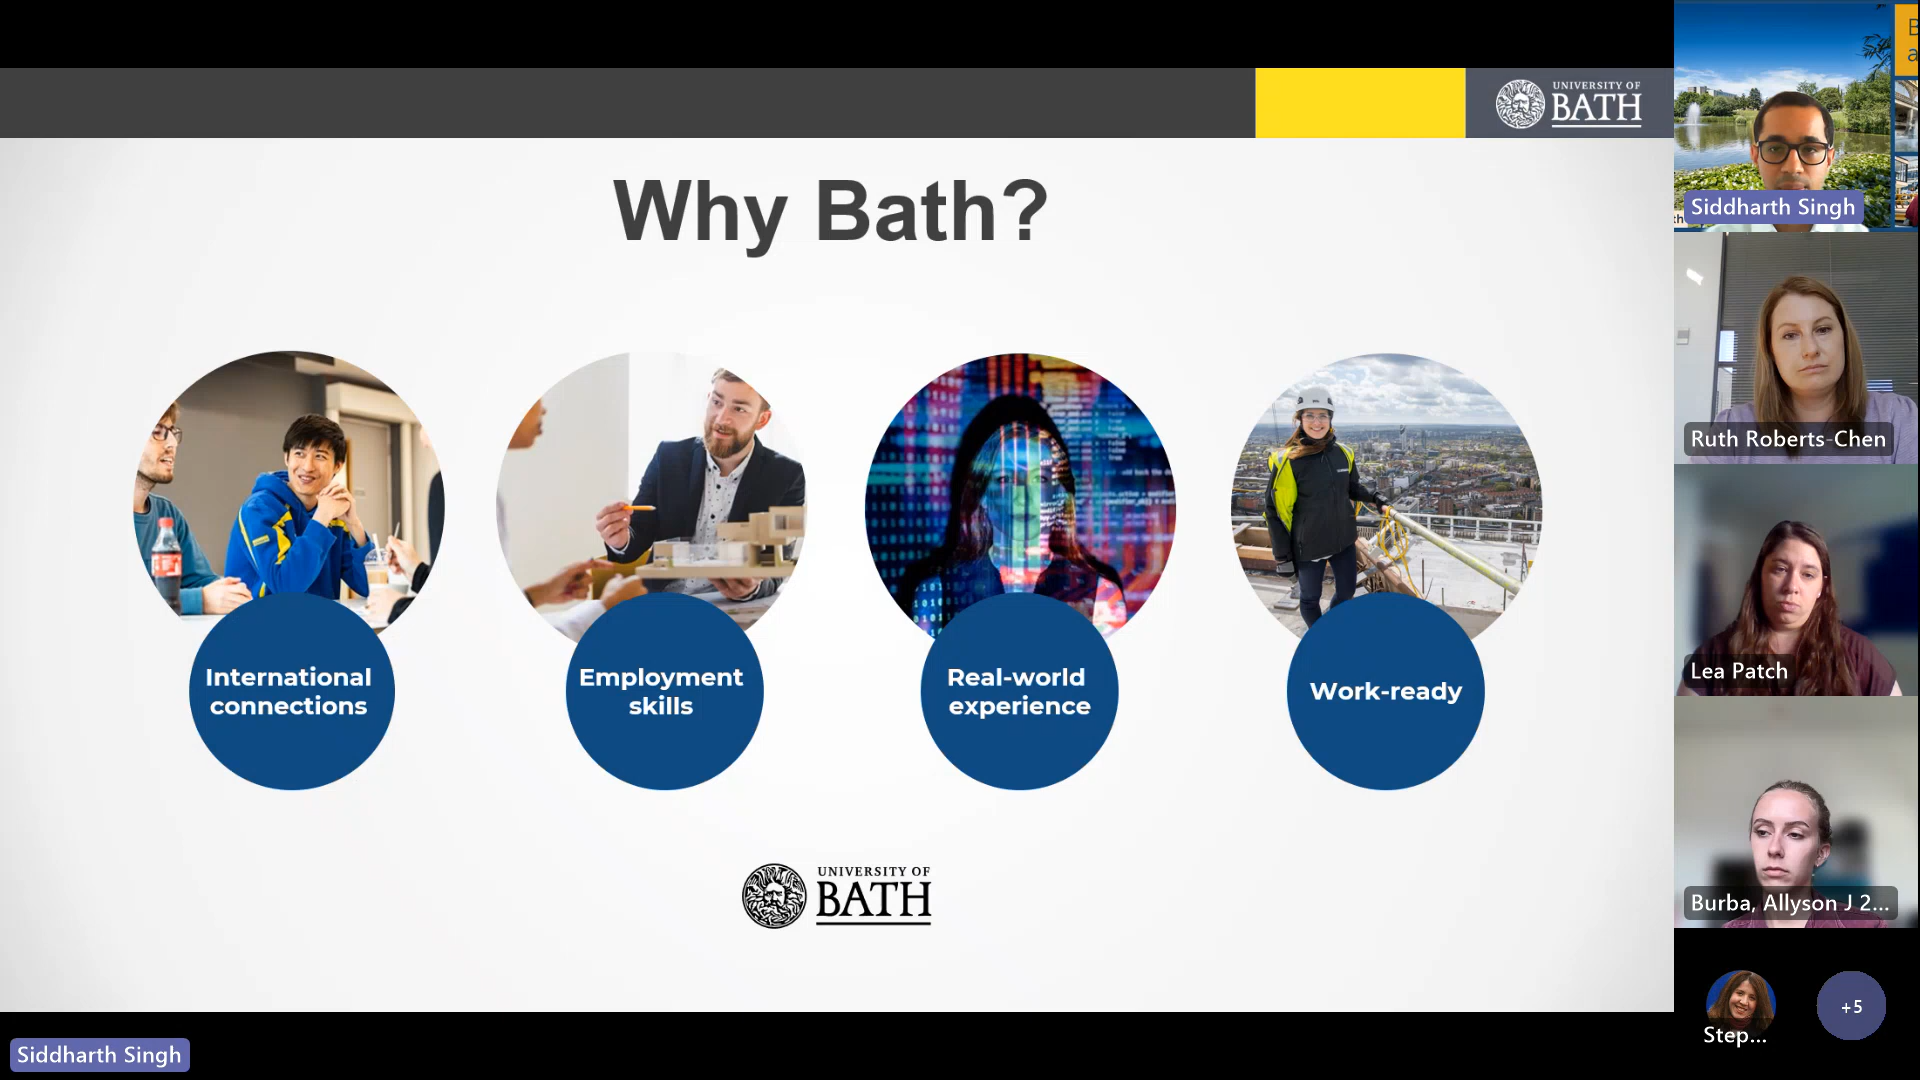 UNIVERSITY OF
BATH
Why Bath?
International
connections
Employment
skills
Real-world
experience
Work-ready
UNIVERSITY OF
BATH
Siddharth Singh
Siddharth Singh
Ruth Roberts-Chen
Lea Patch
Burba, Allyson J 2...
Step...
+5